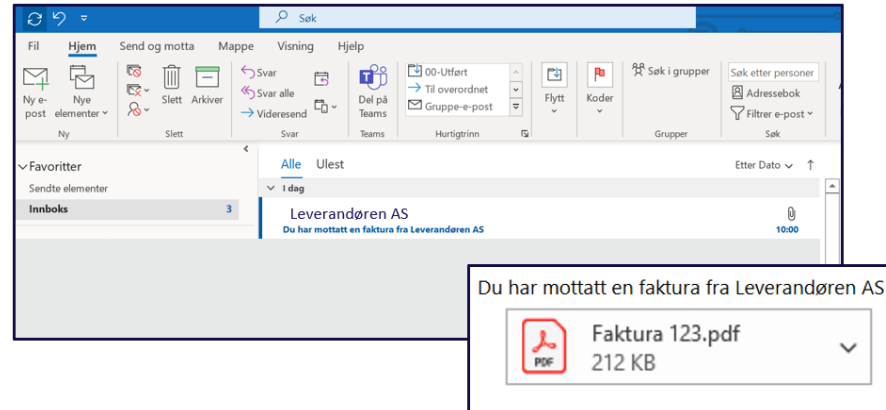 Søk
Fil Hjem Send og motta Mappe Visning Hjelp
Ny e-post
Nye elementer
Slett
Arkiver
Svar
Svar alle
Videresend
Del på Teams
00-Utført
Til overordnet
Gruppe-e-post
Flytt
Koder
Søk i grupper
Søk etter personer
Adressebok
Filtrer e-post
Ny Slett Svar Teams Hurtigtrinn Grupper Søk
Favoritter
Sendte elementer
Innboks 3
Alle Ulest Etter Dato
I dag
Leverandøren AS
Du har mottatt en faktura fra Leverandøren AS 10:00
Du har mottatt en faktura fra Leverandøren AS
Faktura 123.pdf
PDF
212 KB